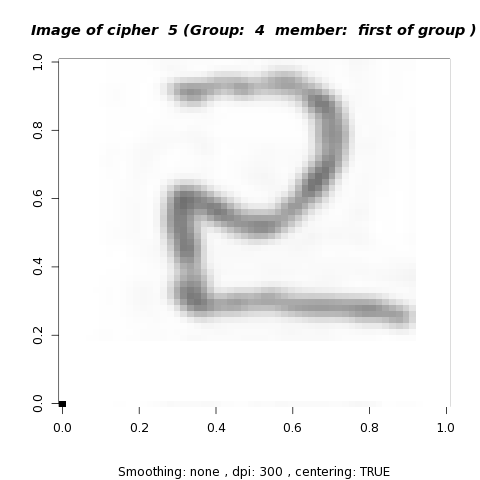 Image of cipher 5 (Group: 4 member: first of group )
1.0
0.8
0.6
0.4
0.2
0.0
0.0 0.2 0.4 0.6 0.8 1.0
Smoothing: none , dpi: 300 , centering: TRUE